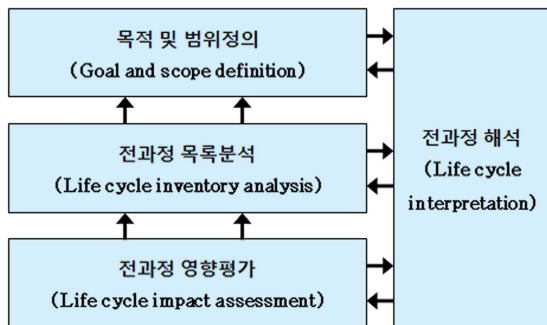 목적 및 범위정의
(Goal and scope definition)
전과정 목록분석
(Life cycle inventory analysis)
전과정 영향평가
(Life cycle impact assessment)
전과정 해석
(Life cycle
interpretation)